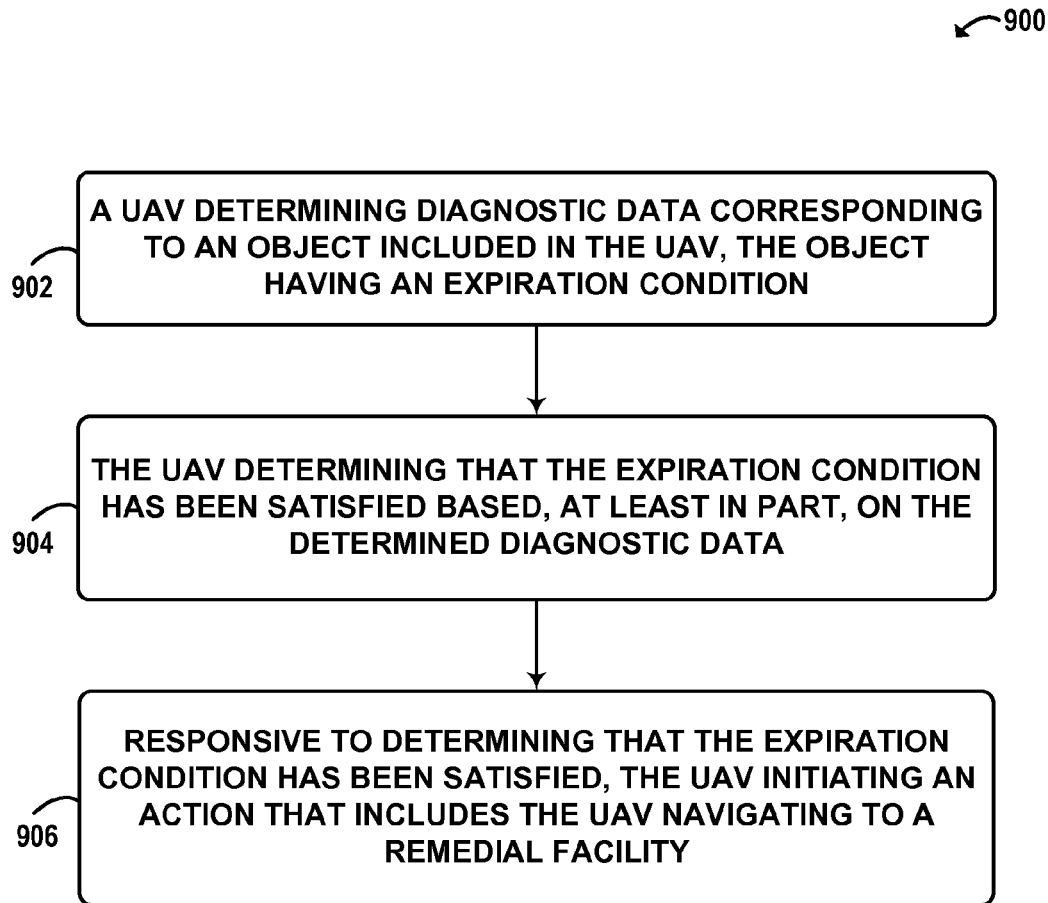 900
A UAV DETERMINING DIAGNOSTIC DATA CORRESPONDING
TO AN OBJECT INCLUDED IN THE UAV, THE OBJECT
HAVING AN EXPIRATION CONDITION
902
THE UAV DETERMINING THAT THE EXPIRATION CONDITION
HAS BEEN SATISFIED BASED, AT LEAST IN PART, ON THE
DETERMINED DIAGNOSTIC DATA
904
RESPONSIVE TO DETERMINING THAT THE EXPIRATION
CONDITION HAS BEEN SATISFIED, THE UAV INITIATING AN
ACTION THAT INCLUDES THE UAV NAVIGATING TO A
REMEDIAL FACILITY
906